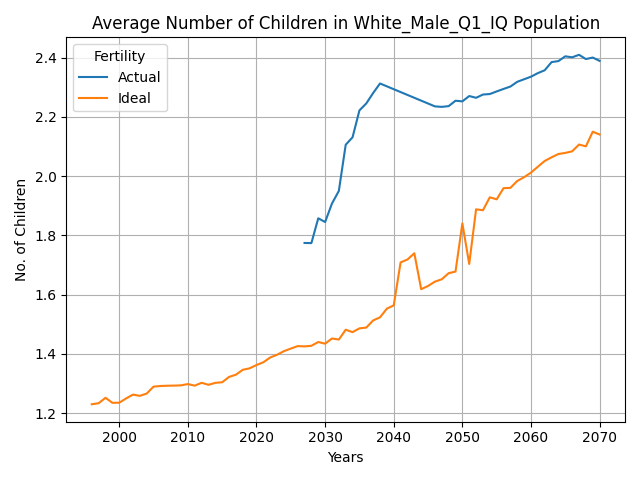 Average Number of Children in White_Male_Q1_IQ Population
Fertility
Actual
Ideal
No. of Children
2.4
2.2
2.0
1.8
1.6
1.4
1.2
2000 2010 2020 2030 2040 2050 2060 2070
Years